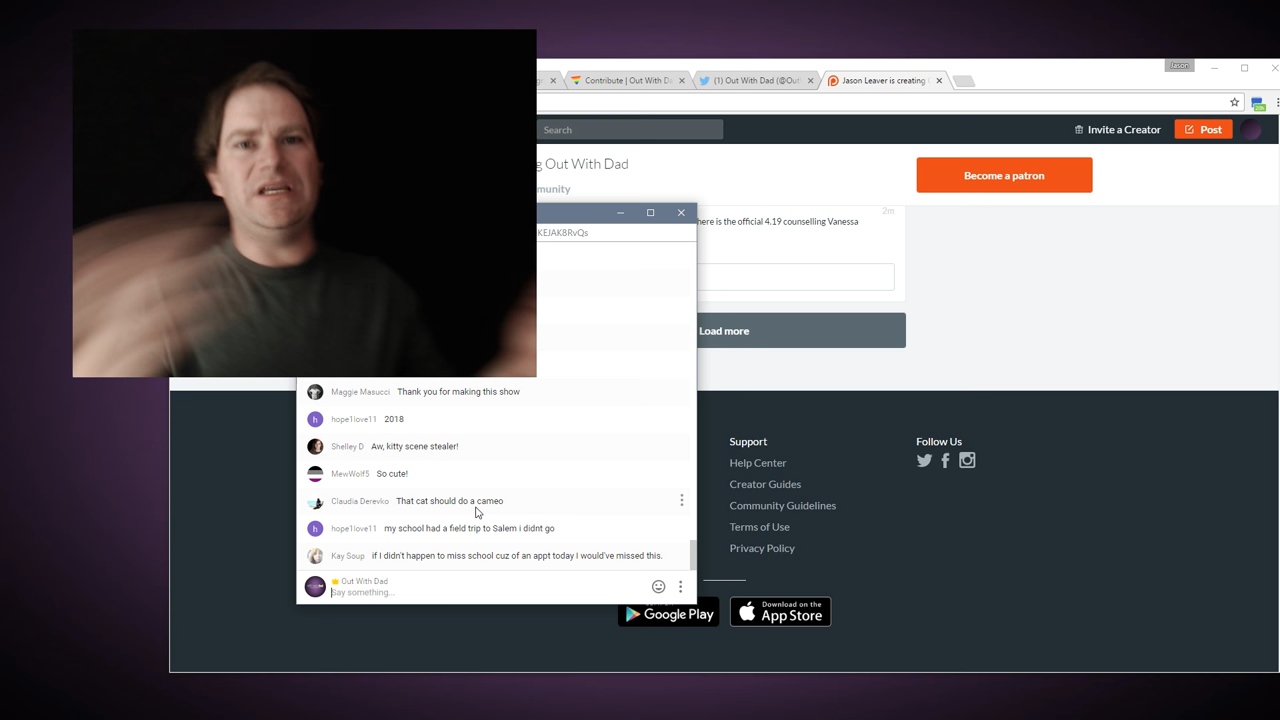 Jason
Contribute | Out With Da
(1) Out With Dad (@Out
Jason Leaver is creating
Search
Invite a Creator
Post
g Out With Dad
munity
Become a patron
2m
here is the official 4.19 counselling Vanessa
KEJAK8RvQs
Load more
Maggie Masucci Thank you for making this show
hope1love11 2018
Shelley D Aw, kitty scene stealer!
MewWolf5 So cute!
Claudia Derevko That cat should do a cameo
hope1love11 my school had a field trip to Salem i didnt go
Kay Soup if I didn't happen to miss school cuz of an appt today I would've missed this.
Out With Dad
Say something...
Support
Help Center
Creator Guides
Community Guidelines
Terms of Use
Privacy Policy
Follow Us
Google Play
Download on the
App Store